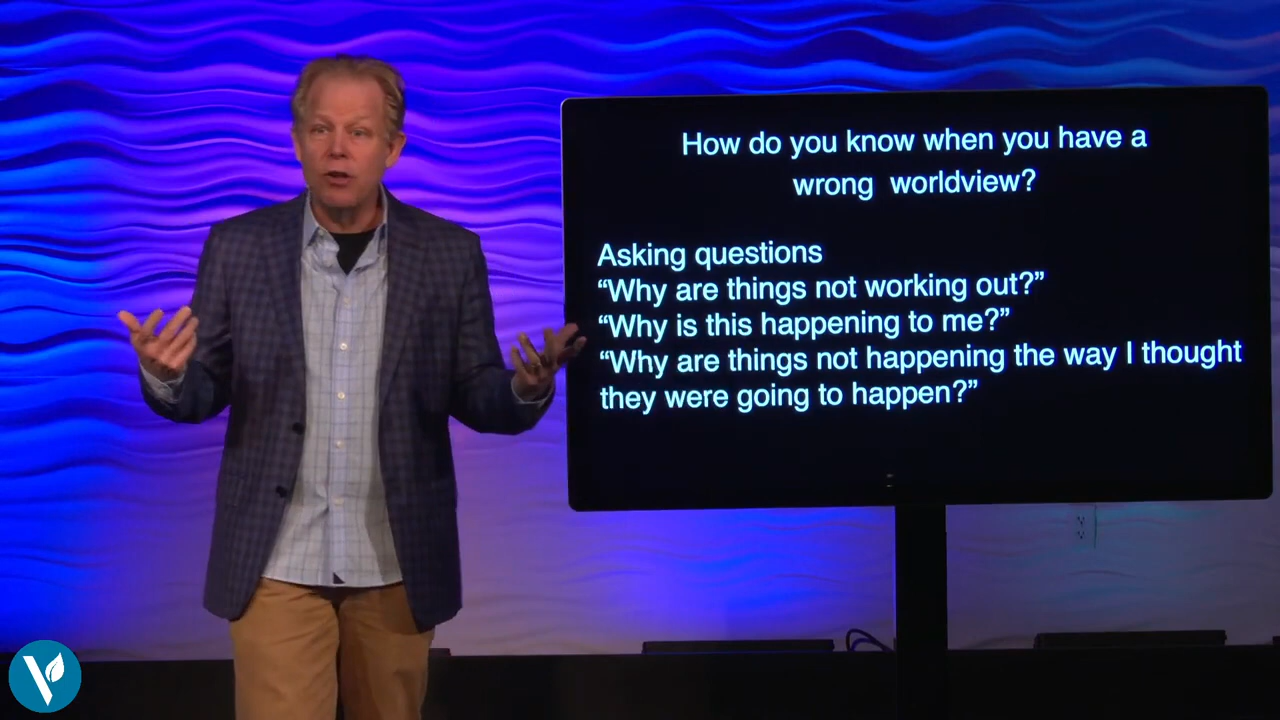 How do you know when you have a
wrong worldview?
Asking questions
“Why are things not working out?”
“Why is this happening to me?”
“Why are things not happening the way I thought
they were going to happen?”